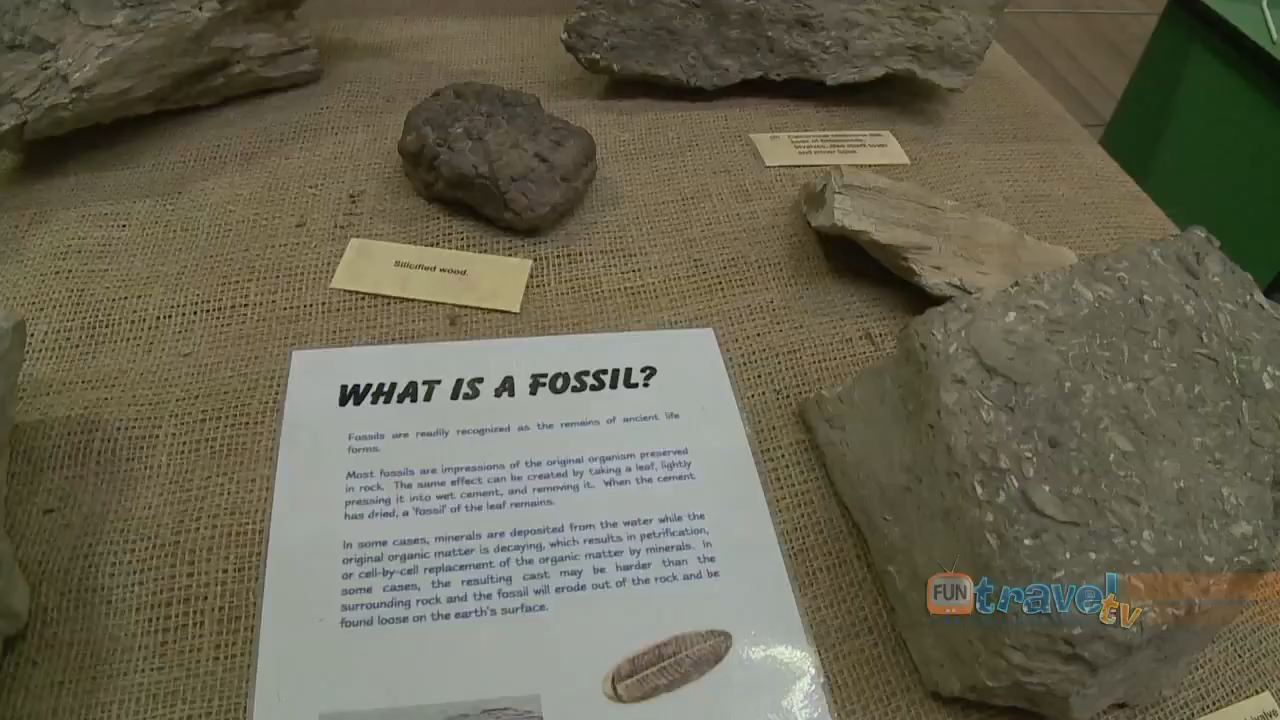 bivalves, also shark tooth
Silicified wood.
WHAT IS A FOSSIL?
Fossils are readily recognized as the remains of ancient life
forms.
Most fossils are impressions of the original organism preserved
in rock. The same effect can be created by taking a leaf, lightly
pressing it into wet cement, and removing it. When the cement
has dried, a 'fossil' of the leaf remains.
In some cases, minerals are deposited from the water while the
original organic matter is decaying, which results in petrification,
or cell-by-cell replacement of the organic matter by minerals. In
some cases, the resulting cast may be harder than the
surrounding rock and the fossil will erode out of the rock and be
found loose on the earth's surface.
FUN travel tv